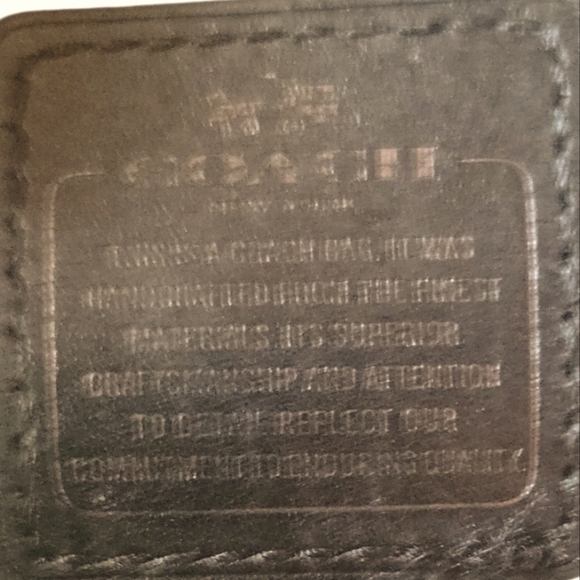 COACH
NEW YORK
THIS IS A COACH BAG. IT WAS
HANDCRAFTED FROM THE FINEST
MATERIALS. ITS SUPERIOR
CRAFTSMANSHIP AND ATTENTION
TO DETAIL REFLECT OUR
COMMITMENT TO ENDURING QUALITY.